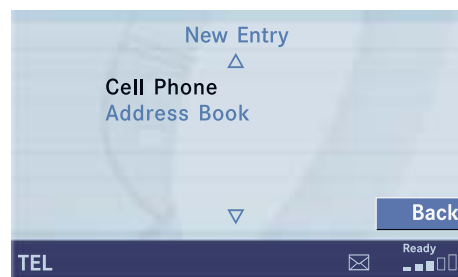 New Entry
Cell Phone
Address Book
Back
Ready
TEL